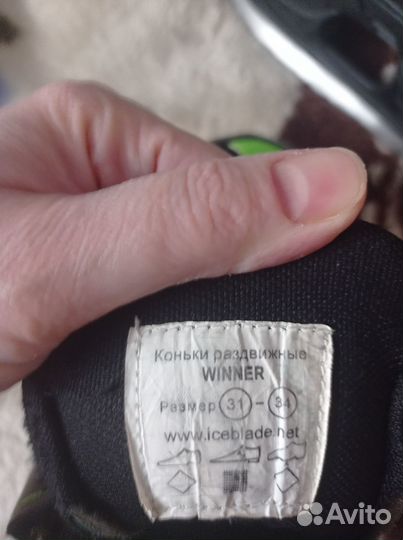 Коньки раздвижные
WINNER
Размер 31 - 34
www.iceblade.net
Avito